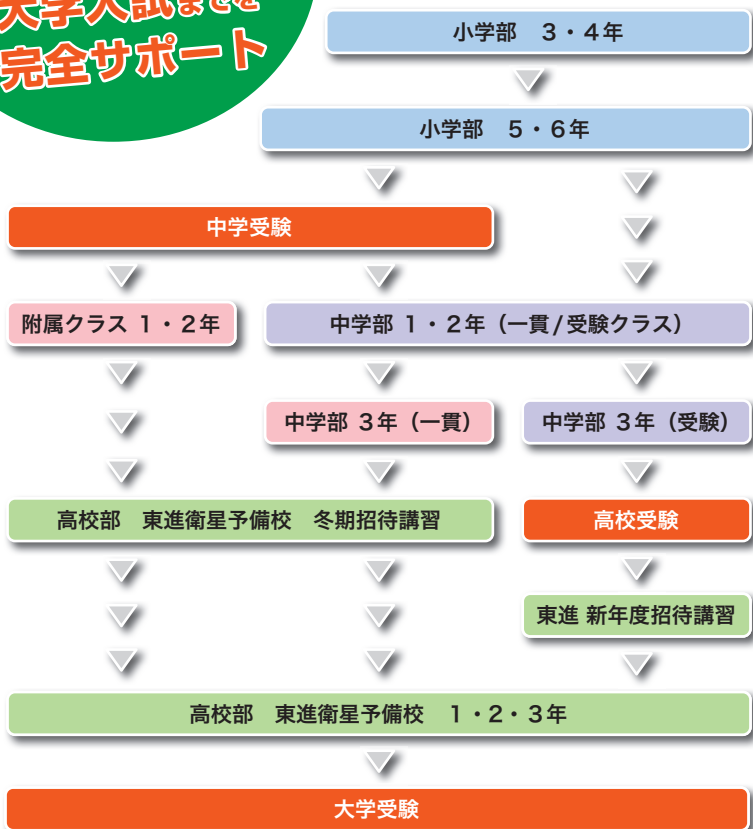 大学入試までを
完全サポート
小学部　3・4年
小学部　5・6年
中学受験
附属クラス 1・2年
中学部 1・2年（一貫/受験クラス）
中学部 3年（一貫）
中学部 3年（受験）
高校部　東進衛星予備校　冬期招待講習
高校受験
東進 新年度招待講習
高校部　東進衛星予備校　1・2・3年
大学受験